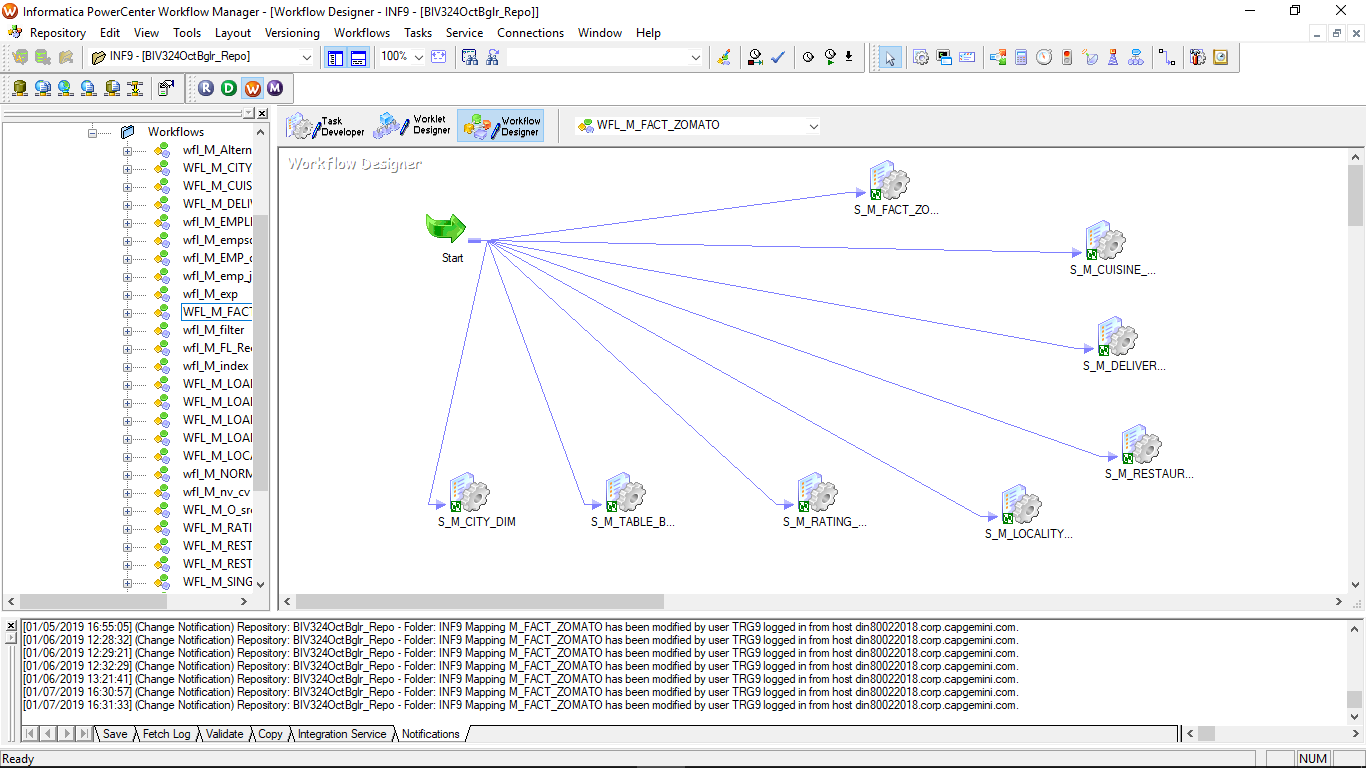 Informatica PowerCenter Workflow Manager - [Workflow Designer - INF9 - [BIV324OctBglr_Repo]]
Repository Edit View Tools Layout Versioning Workflows Tasks Service Connections Window Help
INF9 - [BIV324OctBglr_Repo] 100%
R D W M
Task Developer
Worklet Designer
Workflow Designer
WFL_M_FACT_ZOMATO
Workflows
wfl_M_Altern
WFL_M_CITY
WFL_M_CUIS
WFL_M_DELI
wfl_M_EMPL
wfl_M_empsc
wfl_M_EMP_
wfl_M_emp_j
wfl_M_exp
WFL_M_FACT
wfl_M_filter
wfl_M_FL_Re
wfl_M_index
WFL_M_LOA
WFL_M_LOA
WFL_M_LOA
WFL_M_LOA
WFL_M_LOC
wfl_M_NORM
wfl_M_nv_cv
WFL_M_O_sr
WFL_M_RATI
WFL_M_REST
WFL_M_REST
WFL_M_SING
Workflow Designer
Start
S_M_FACT_ZO...
S_M_CUISINE_...
S_M_DELIVER...
S_M_RESTAUR...
S_M_CITY_DIM
S_M_TABLE_B...
S_M_RATING_...
S_M_LOCALITY...
[01/05/2019 16:55:05] (Change Notification) Repository: BIV324OctBglr_Repo - Folder: INF9 Mapping M_FACT_ZOMATO has been modified by user TRG9 logged in from host din80022018.corp.capgemini.com.
[01/06/2019 12:28:32] (Change Notification) Repository: BIV324OctBglr_Repo - Folder: INF9 Mapping M_FACT_ZOMATO has been modified by user TRG9 logged in from host din80022018.corp.capgemini.com.
[01/06/2019 12:29:21] (Change Notification) Repository: BIV324OctBglr_Repo - Folder: INF9 Mapping M_FACT_ZOMATO has been modified by user TRG9 logged in from host din80022018.corp.capgemini.com.
[01/06/2019 12:32:29] (Change Notification) Repository: BIV324OctBglr_Repo - Folder: INF9 Mapping M_FACT_ZOMATO has been modified by user TRG9 logged in from host din80022018.corp.capgemini.com.
[01/06/2019 13:21:41] (Change Notification) Repository: BIV324OctBglr_Repo - Folder: INF9 Mapping M_FACT_ZOMATO has been modified by user TRG9 logged in from host din80022018.corp.capgemini.com.
[01/07/2019 16:30:57] (Change Notification) Repository: BIV324OctBglr_Repo - Folder: INF9 Mapping M_FACT_ZOMATO has been modified by user TRG9 logged in from host din80022018.corp.capgemini.com.
[01/07/2019 16:31:33] (Change Notification) Repository: BIV324OctBglr_Repo - Folder: INF9 Mapping M_FACT_ZOMATO has been modified by user TRG9 logged in from host din80022018.corp.capgemini.com.
Save Fetch Log Validate Copy Integration Service Notifications
Ready NUM